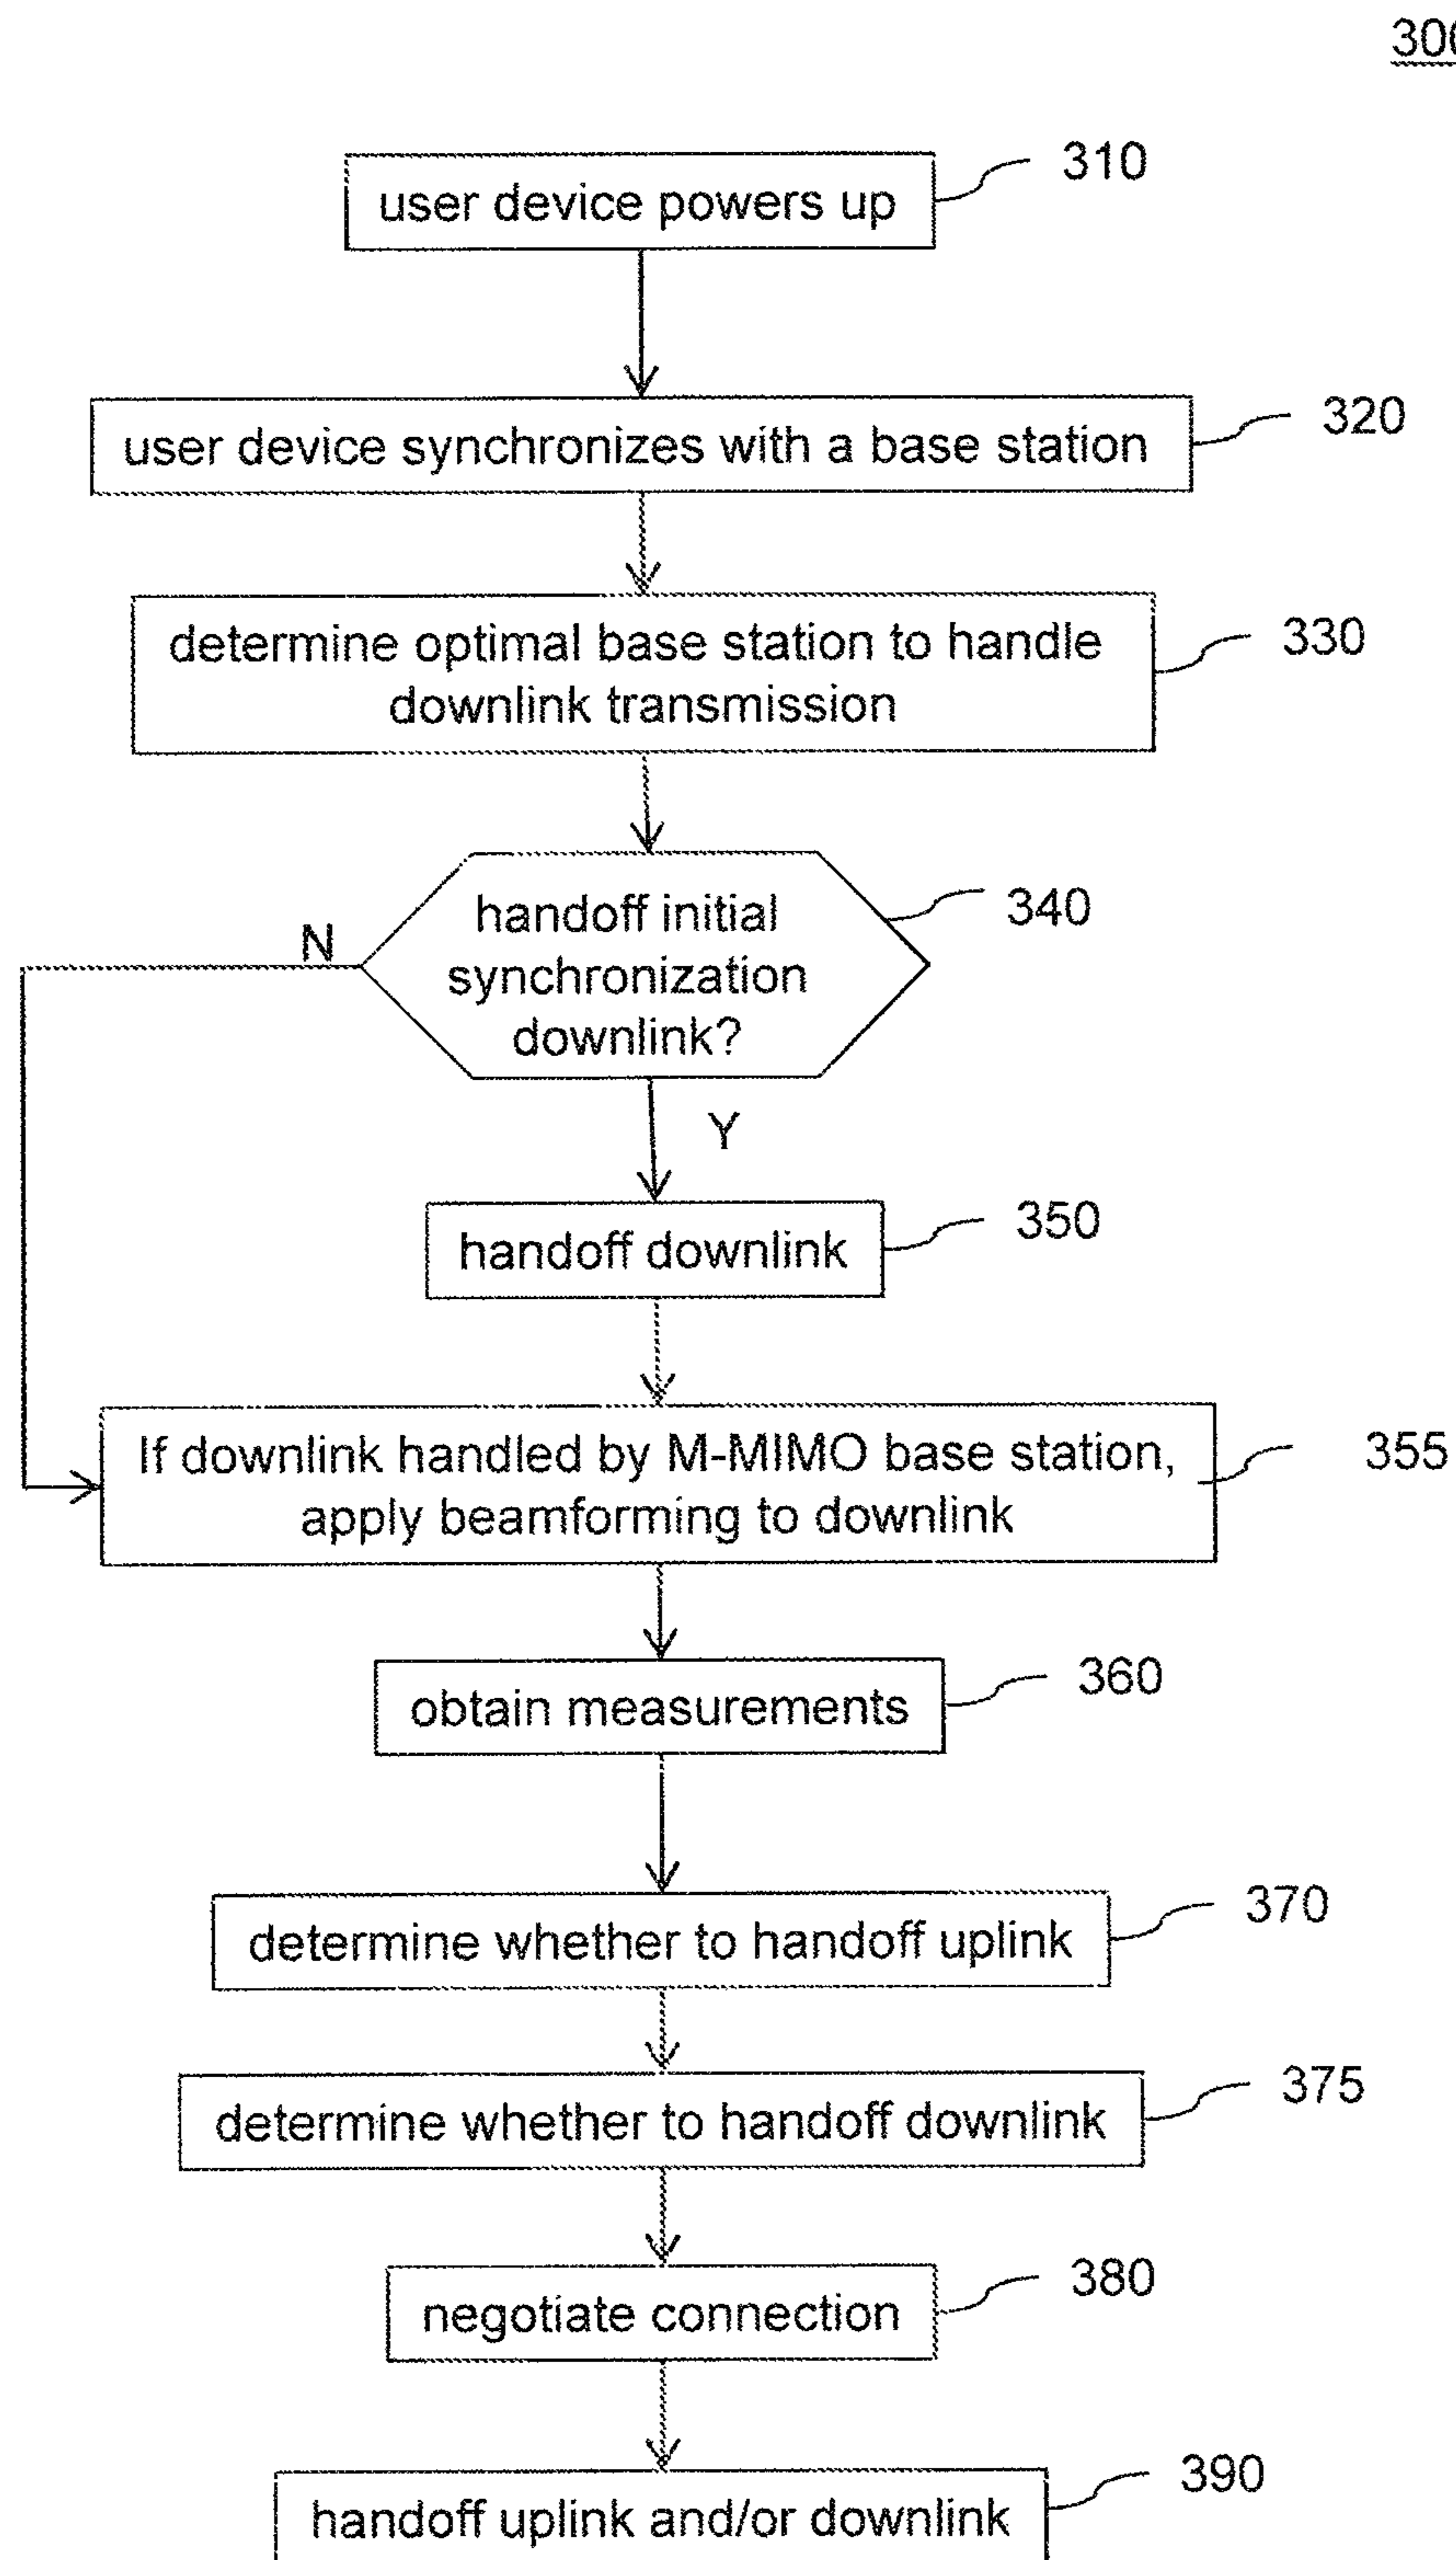 300
user device powers up
310
user device synchronizes with a base station
320
determine optimal base station to handle
downlink transmission
330
handoff initial
synchronization
downlink?
340
N
Y
handoff downlink
350
If downlink handled by M-MIMO base station,
apply beamforming to downlink
355
obtain measurements
360
determine whether to handoff uplink
370
determine whether to handoff downlink
375
negotiate connection
380
handoff uplink and/or downlink
390